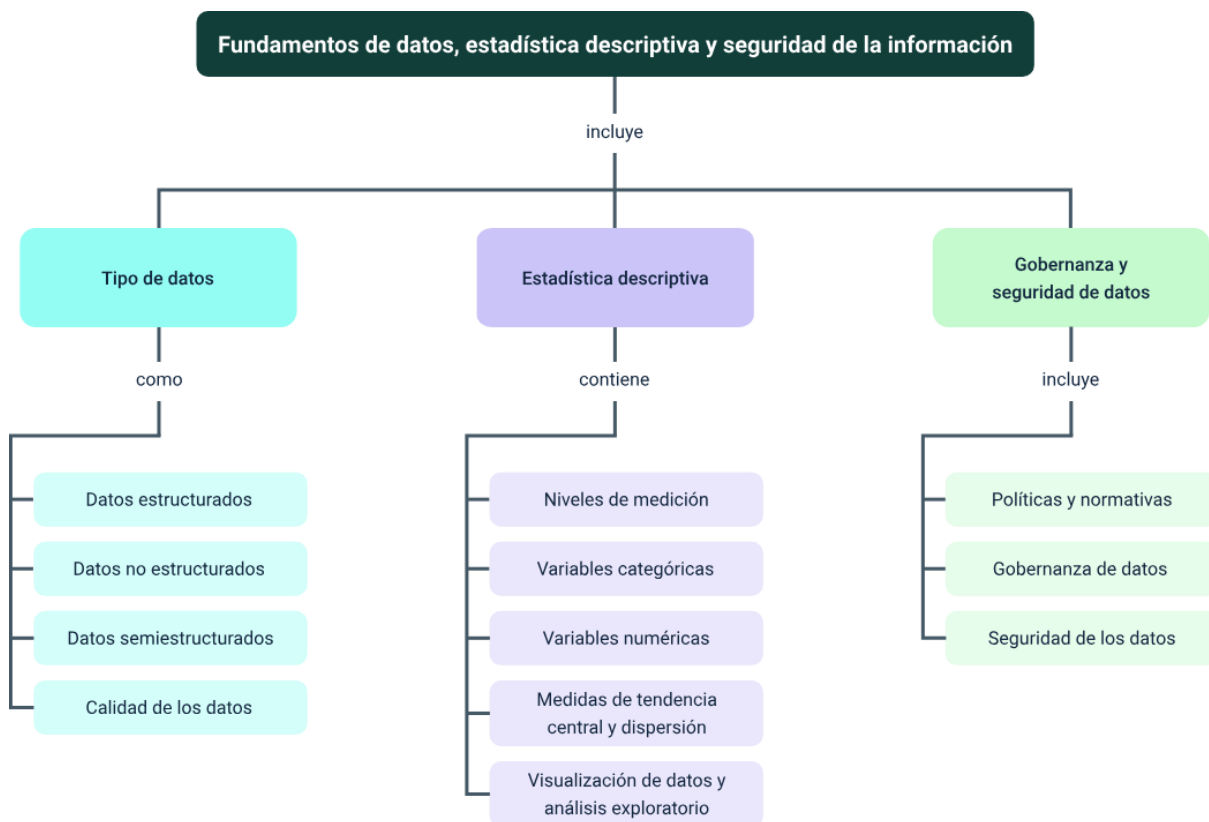 Fundamentos de datos, estadística descriptiva y seguridad de la información
incluye
Tipo de datos
como
Datos estructurados
Datos no estructurados
Datos semiestructurados
Calidad de los datos
Estadística descriptiva
contiene
Niveles de medición
Variables categóricas
Variables numéricas
Medidas de tendencia
central y dispersión
Visualización de datos y
análisis exploratorio
Gobernanza y
seguridad de datos
incluye
Políticas y normativas
Gobernanza de datos
Seguridad de los datos